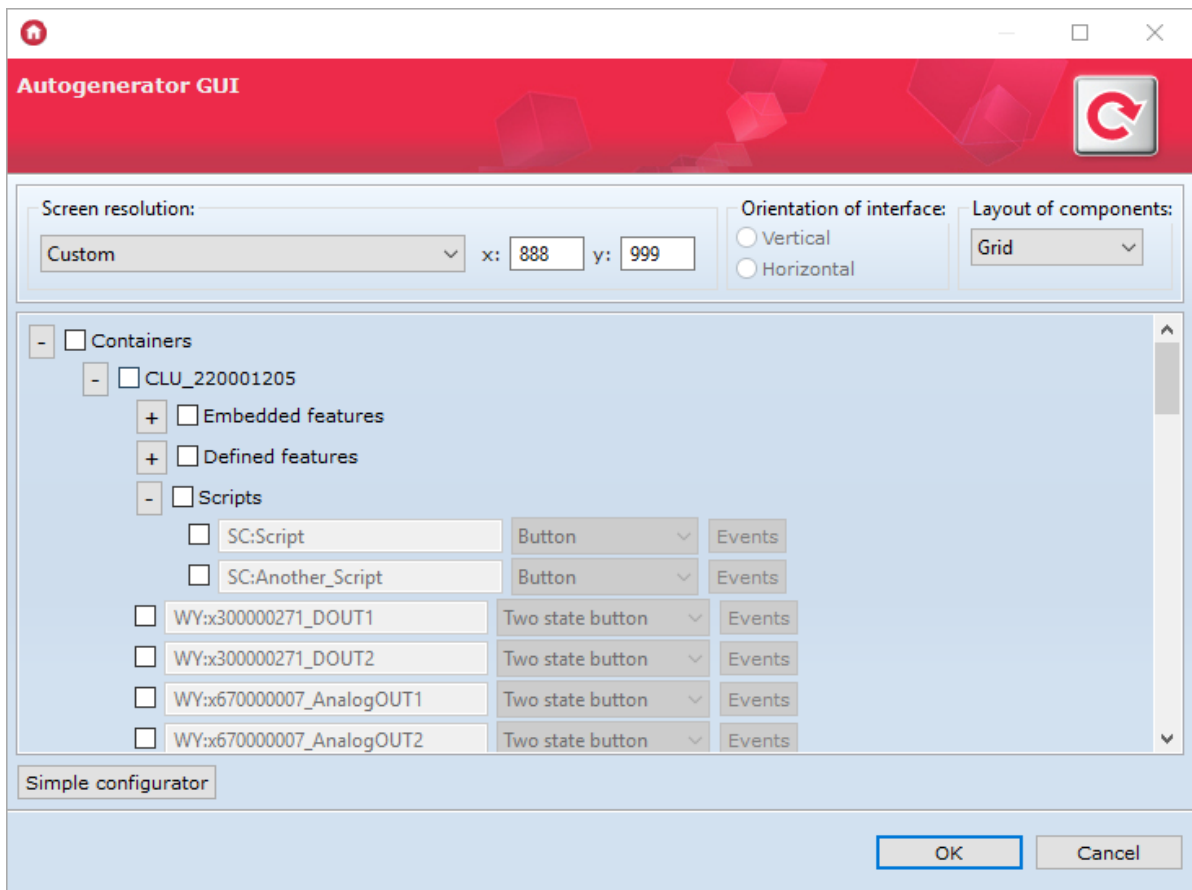 Autogenerator GUI
Screen resolution: Orientation of interface: Layout of components:
Custom x: 888 y: 999 Vertical Grid
Horizontal
- Containers
- CLU_220001205
+ Embedded features
+ Defined features
- Scripts
SC:Script Button Events
SC:Another_Script Button Events
WY:x300000271_DOUT1 Two state button Events
WY:x300000271_DOUT2 Two state button Events
WY:x670000007_AnalogOUT1 Two state button Events
WY:x670000007_AnalogOUT2 Two state button Events
Simple configurator
OK Cancel